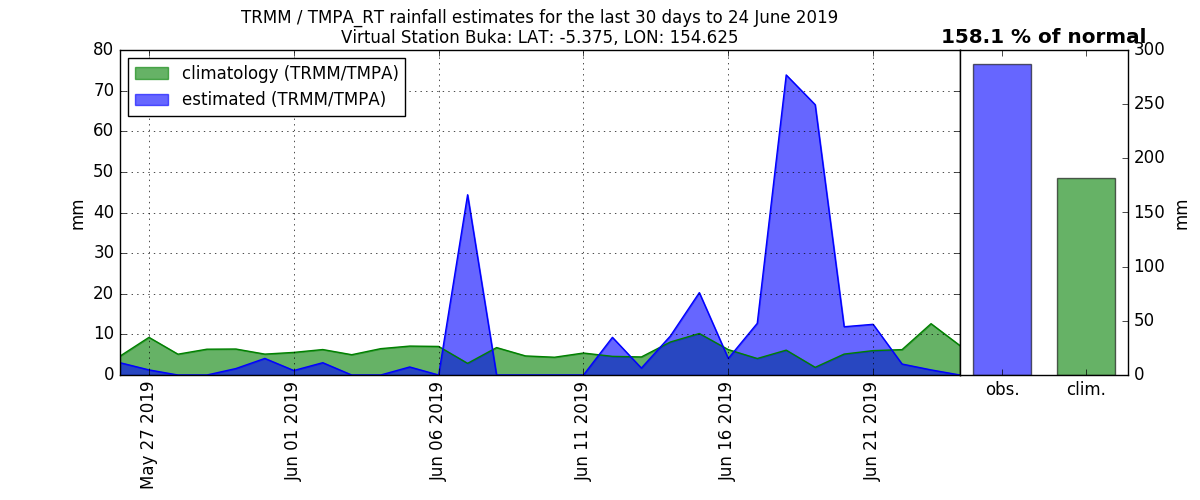 TRMM / TMPA_RT rainfall estimates for the last 30 days to 24 June 2019
Virtual Station Buka: LAT: -5.375, LON: 154.625
158.1 % of normal
climatology (TRMM/TMPA)
estimated (TRMM/TMPA)
mm
80
70
60
50
40
30
20
10
0
May 27 2019
Jun 01 2019
Jun 06 2019
Jun 11 2019
Jun 16 2019
Jun 21 2019
300
250
200
150
100
50
0
mm
obs.
clim.